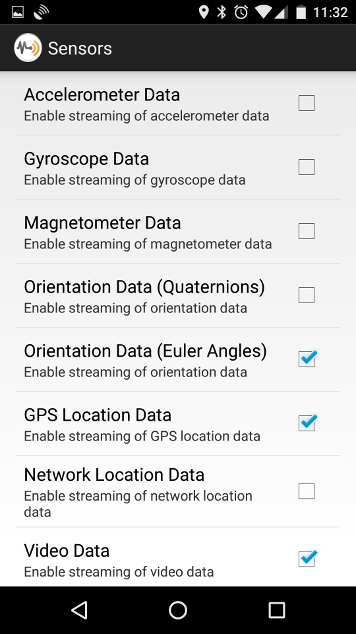 11:32
Sensors
Accelerometer Data
Enable streaming of accelerometer data
Gyroscope Data
Enable streaming of gyroscope data
Magnetometer Data
Enable streaming of magnetometer data
Orientation Data (Quaternions)
Enable streaming of orientation data
Orientation Data (Euler Angles)
Enable streaming of orientation data
GPS Location Data
Enable streaming of GPS location data
Network Location Data
Enable streaming of network location
data
Video Data
Enable streaming of video data